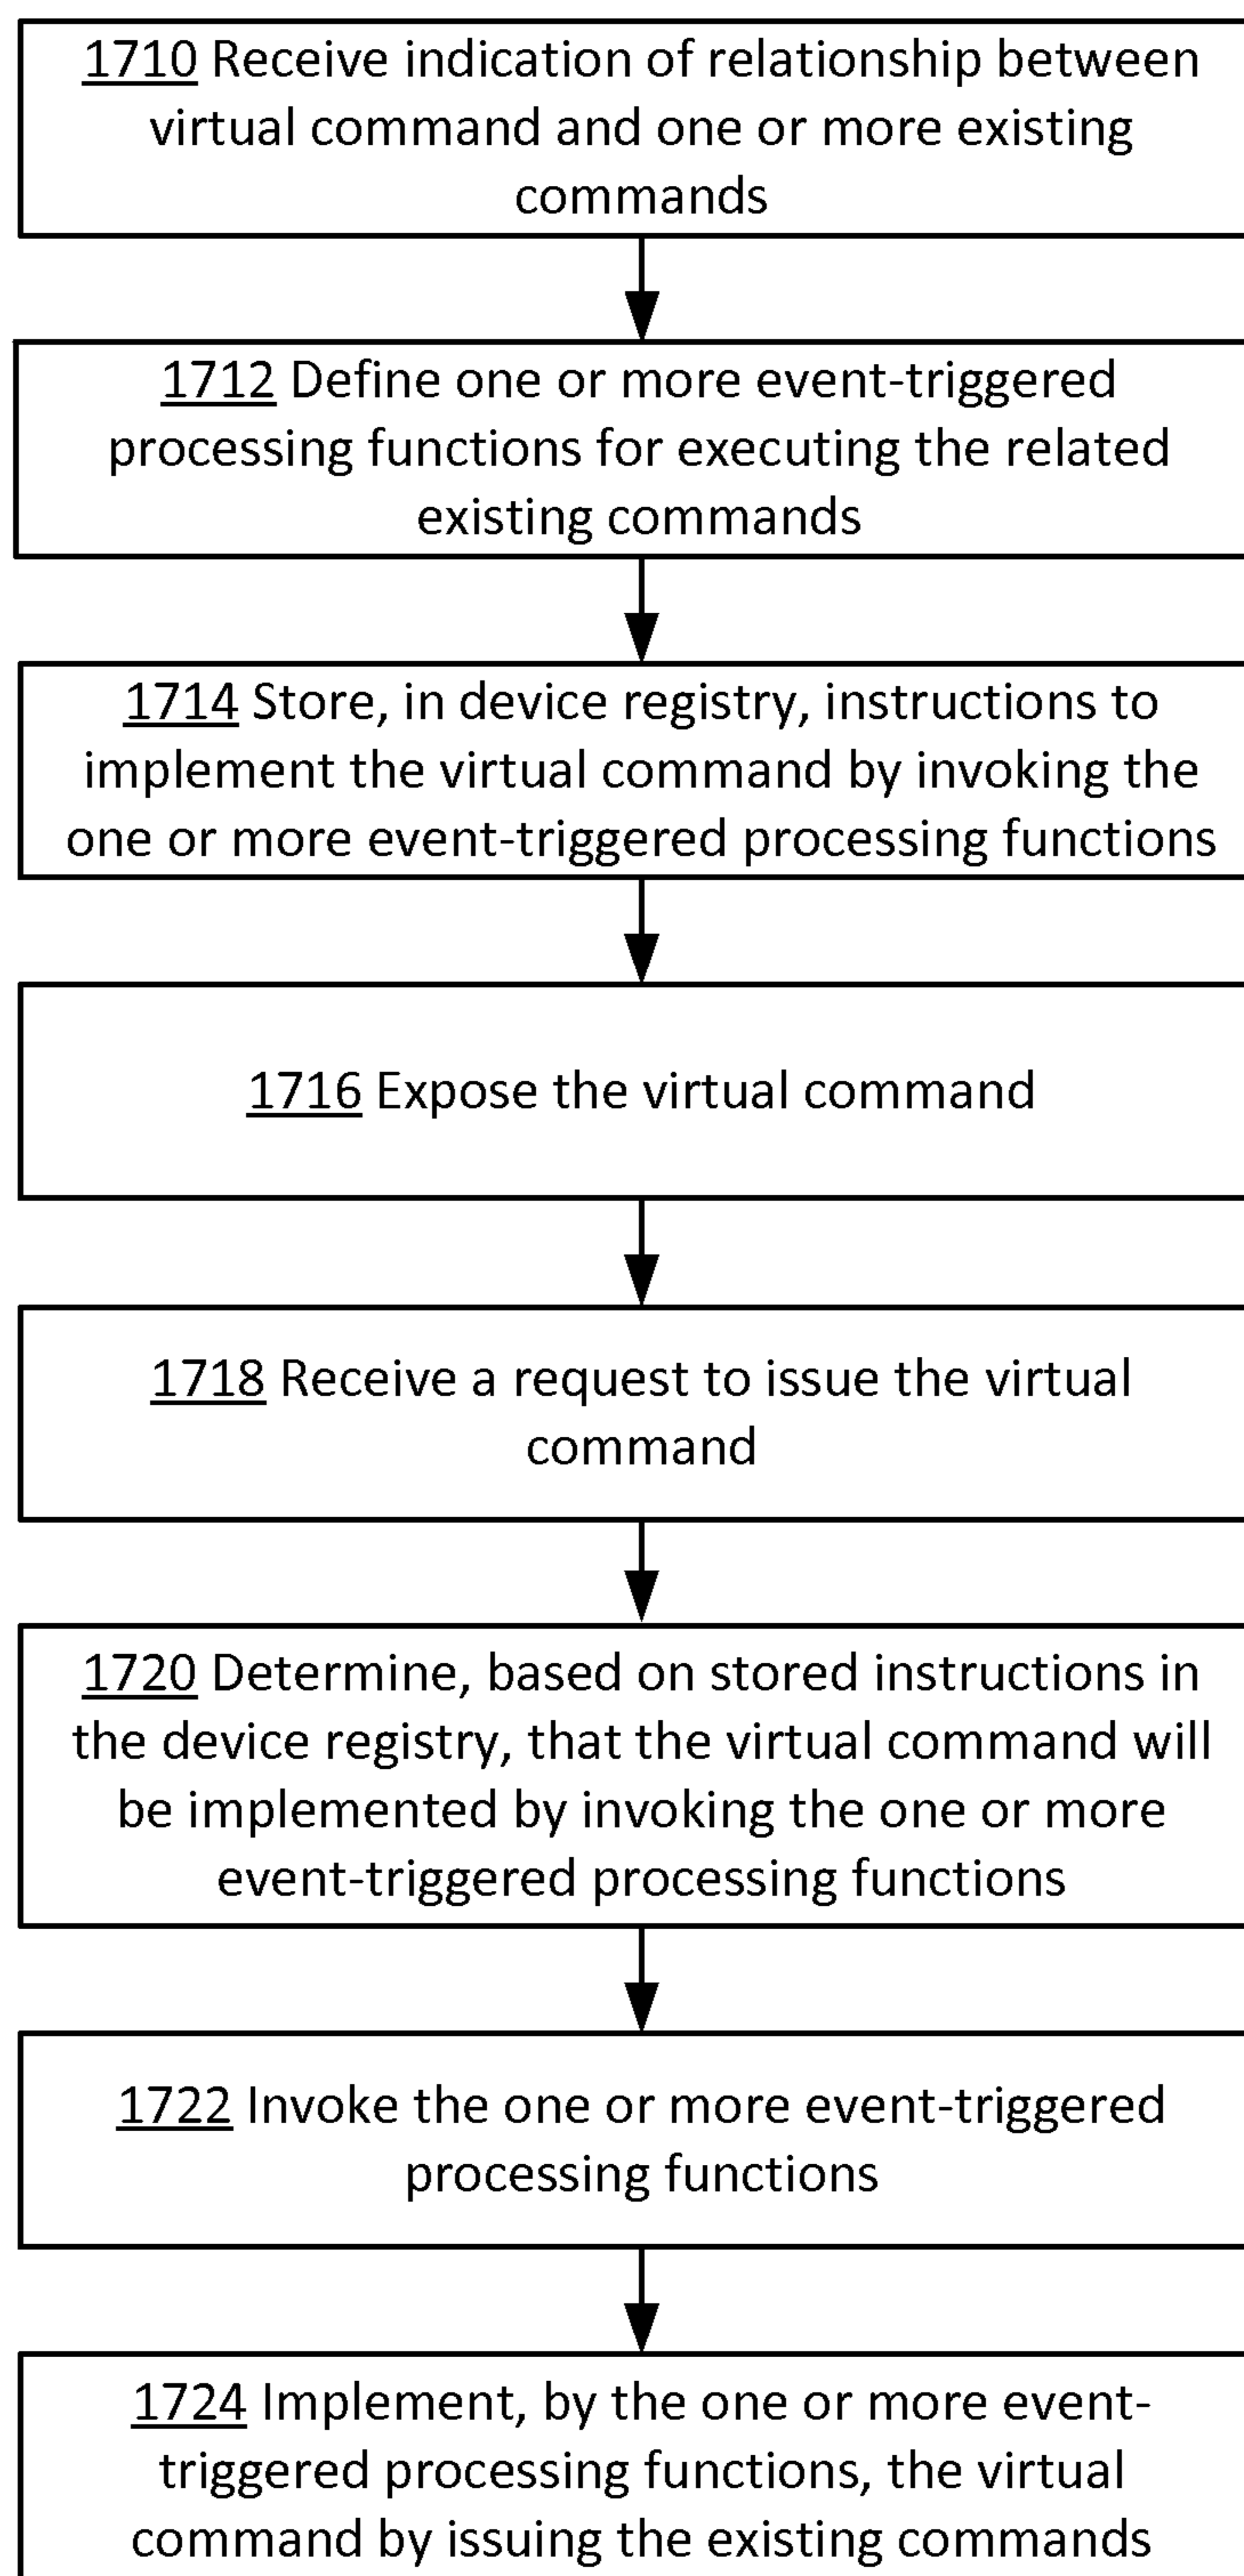 1710 Receive indication of relationship between
virtual command and one or more existing
commands
1712 Define one or more event-triggered
processing functions for executing the related
existing commands
1714 Store, in device registry, instructions to
implement the virtual command by invoking the
one or more event-triggered processing functions
1716 Expose the virtual command
1718 Receive a request to issue the virtual
command
1720 Determine, based on stored instructions in
the device registry, that the virtual command will
be implemented by invoking the one or more
event-triggered processing functions
1722 Invoke the one or more event-triggered
processing functions
1724 Implement, by the one or more event-
triggered processing functions, the virtual
command by issuing the existing commands